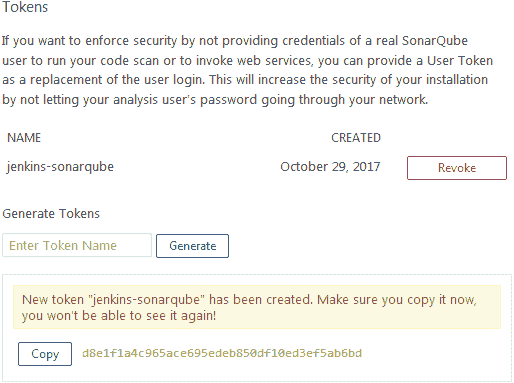 Tokens
If you want to enforce security by not providing credentials of a real SonarQube
user to run your code scan or to invoke web services, you can provide a User Token
as a replacement of the user login. This will increase the security of your installation
by not letting your analysis user's password going through your network.
NAME CREATED
jenkins-sonarqube October 29, 2017 Revoke
Generate Tokens
Enter Token Name Generate
New token "jenkins-sonarqube" has been created. Make sure you copy it now,
you won't be able to see it again!
Copy d8e1f1a4c965ace695edeb850df10ed3ef5ab6bd